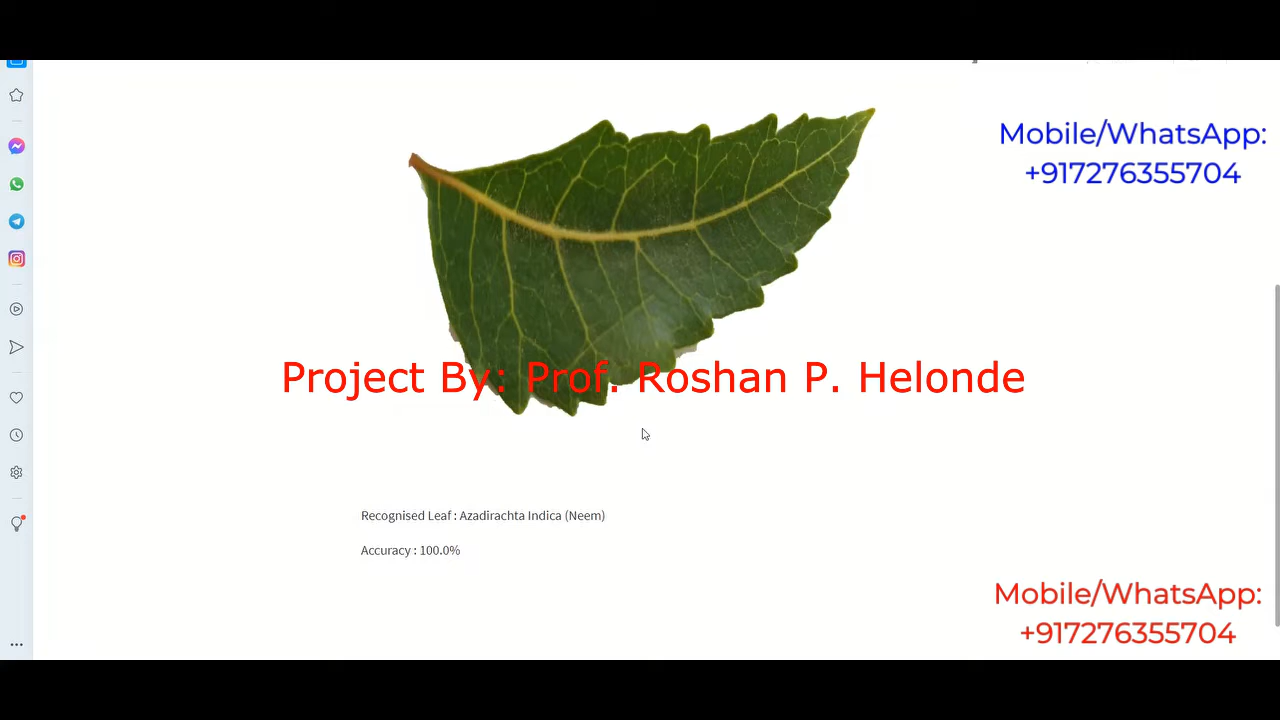 Mobile/WhatsApp:
+917276355704
Project By: Prof. Roshan P. Helonde
Recognised Leaf : Azadirachta Indica (Neem)
Accuracy : 100.0%
Mobile/WhatsApp:
+917276355704